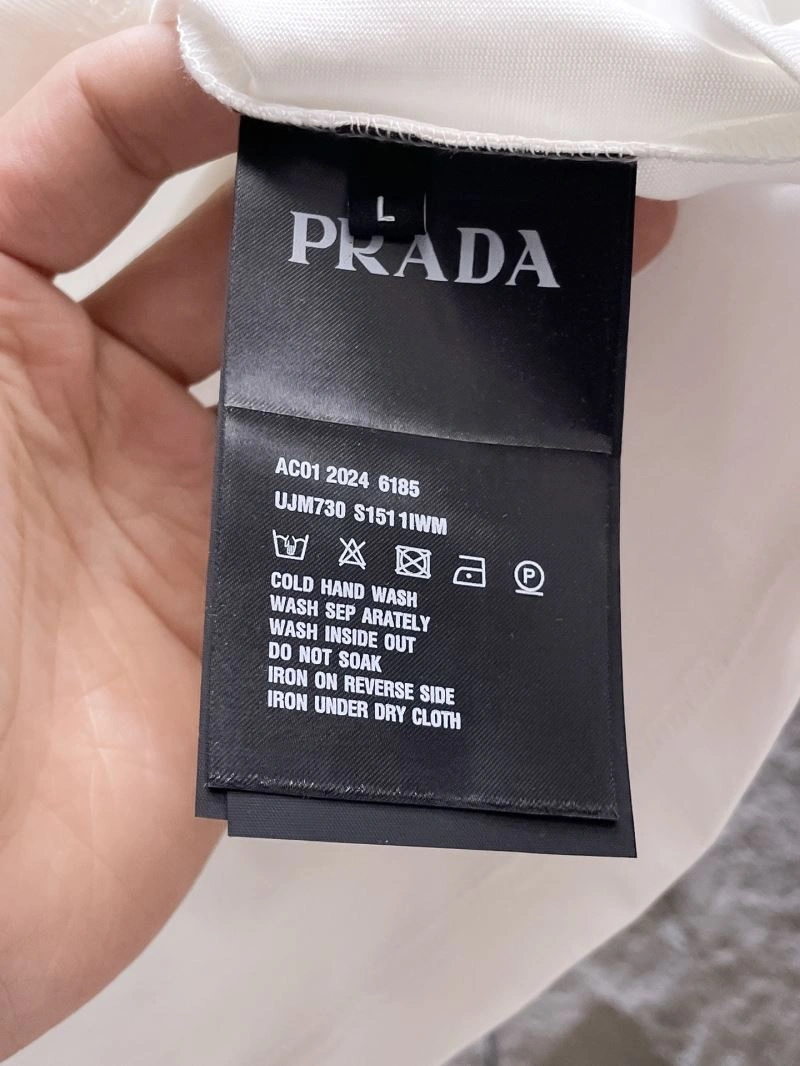 L
PRADA
AC01 2024 6185
UJM730 S151 1IWM
P
COLD HAND WASH
WASH SEP ARATELY
WASH INSIDE OUT
DO NOT SOAK
IRON ON REVERSE SIDE
IRON UNDER DRY CLOTH